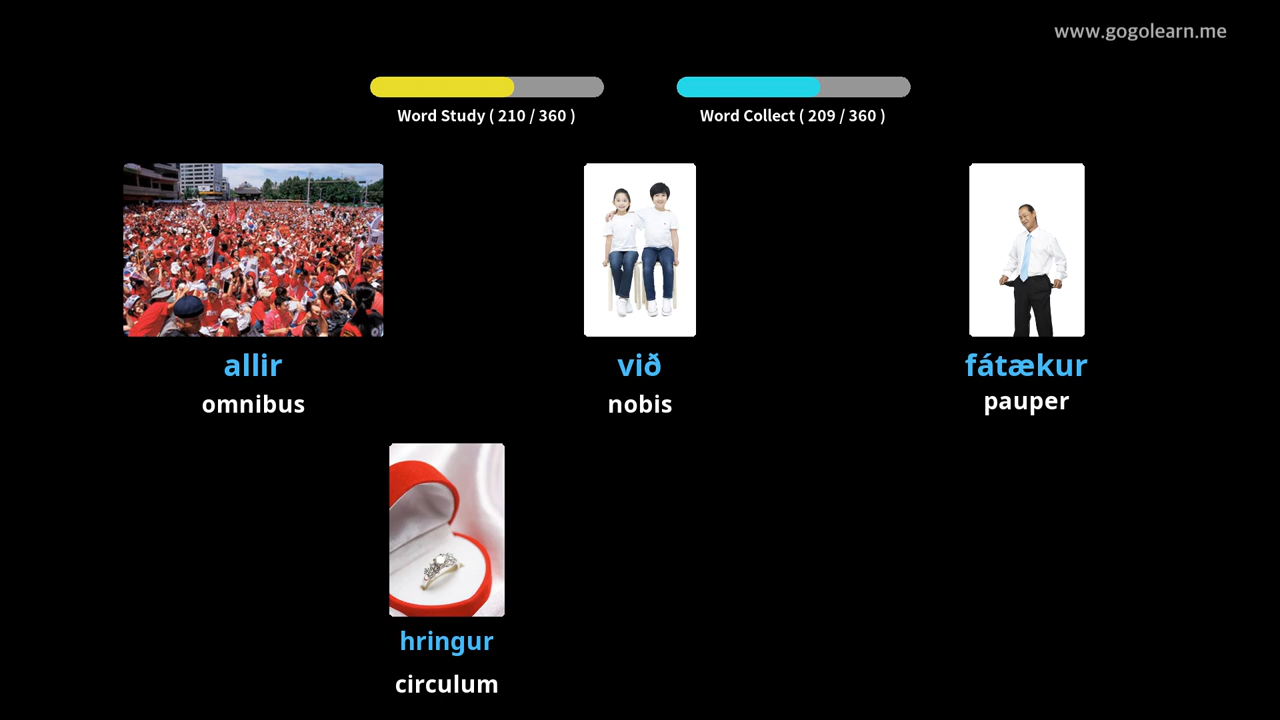 www.gogolearn.me
Word Study ( 210 / 360 )
Word Collect ( 209 / 360 )
allir
omnibus
við
nobis
fátækur
pauper
hringur
circulum